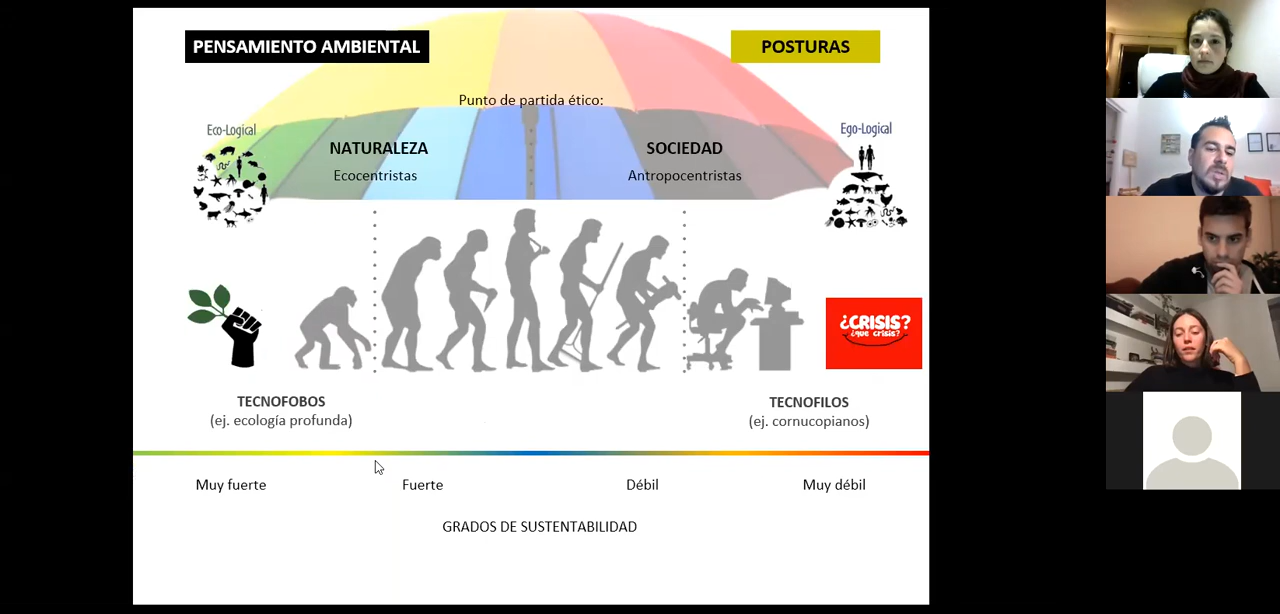 PENSAMIENTO AMBIENTAL
POSTURAS
Punto de partida ético:
Eco-Logical
Ego-Logical
NATURALEZA
SOCIEDAD
Ecocentristas
Antropocentristas
¿CRISIS?
¿que crisis?
TECNOFOBOS
TECNOFILOS
(ej. ecología profunda)
(ej. cornucopianos)
Muy fuerte
Fuerte
Débil
Muy débil
GRADOS DE SUSTENTABILIDAD